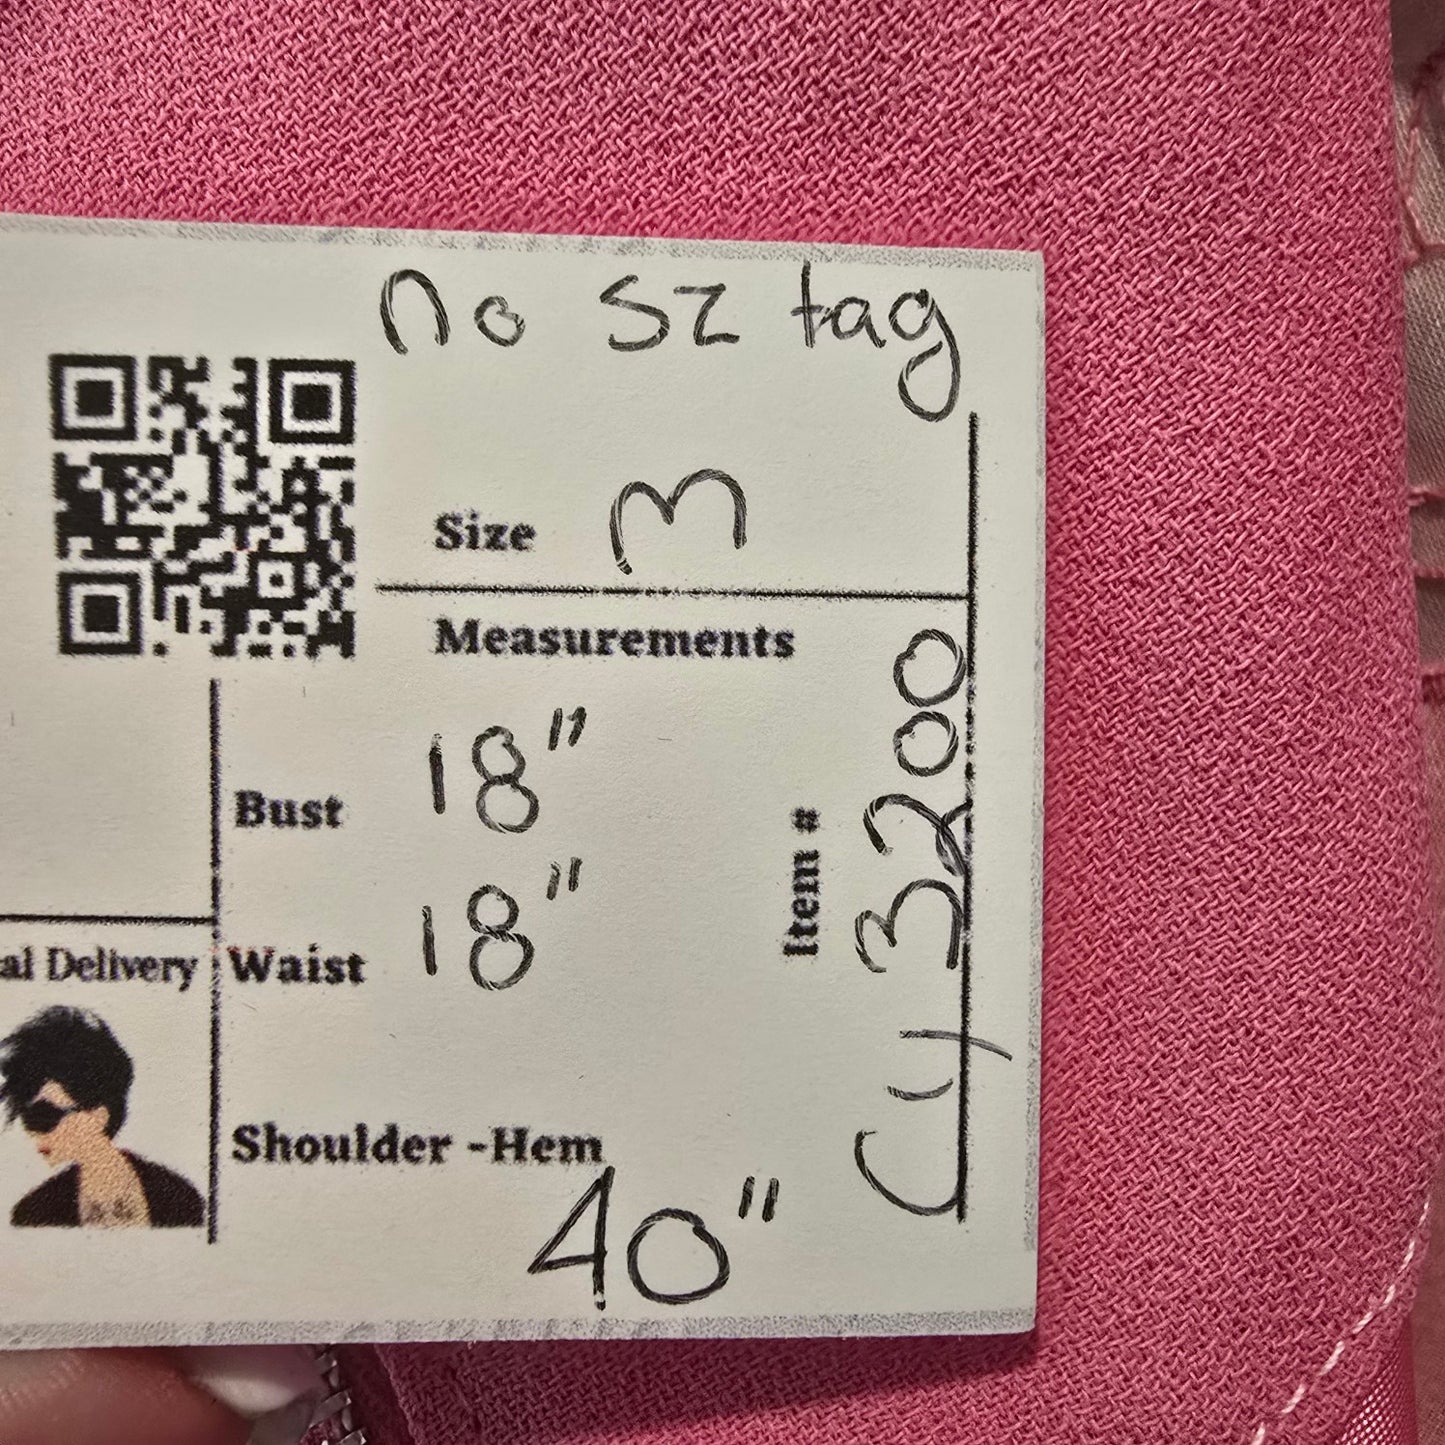 no sz tag
Size M
Measurements
Bust 18"
Waist 18"
Shoulder -Hem
40"
Item #
C43200
al Delivery